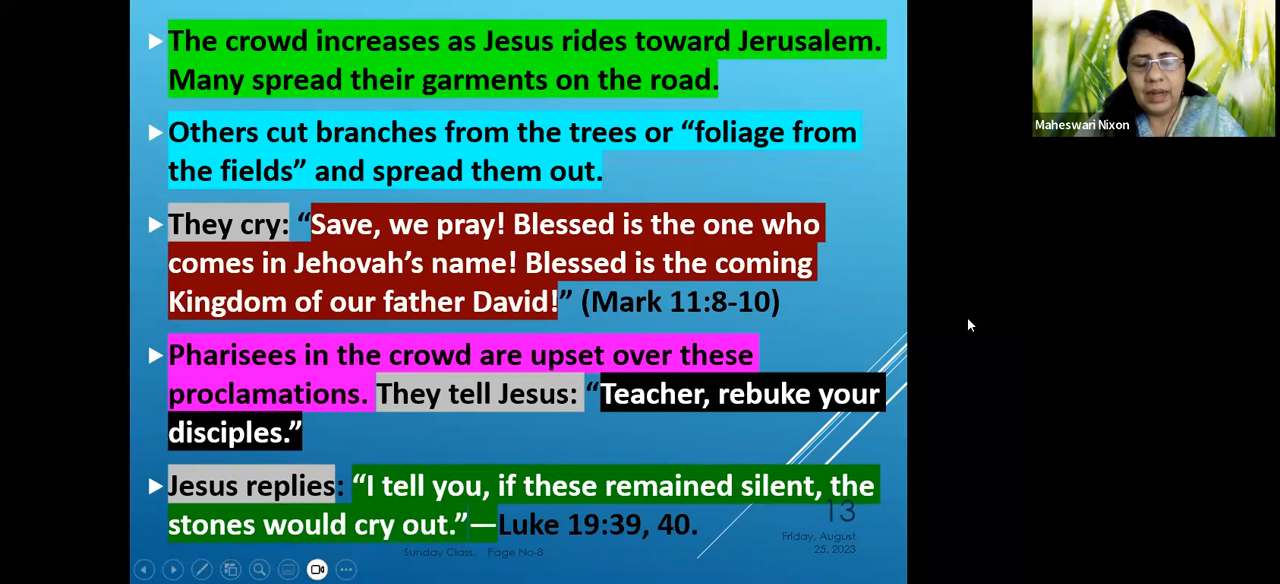 The crowd increases as Jesus rides toward Jerusalem.
Many spread their garments on the road.
Others cut branches from the trees or “foliage from
the fields” and spread them out.
They cry: “Save, we pray! Blessed is the one who
comes in Jehovah’s name! Blessed is the coming
Kingdom of our father David!” (Mark 11:8-10)
Pharisees in the crowd are upset over these
proclamations. They tell Jesus: “Teacher, rebuke your
disciples.”
Jesus replies: “I tell you, if these remained silent, the
stones would cry out.”—Luke 19:39, 40.
13
Friday, August
25, 2023
Sunday Class. Page No-8
Maheswari Nixon